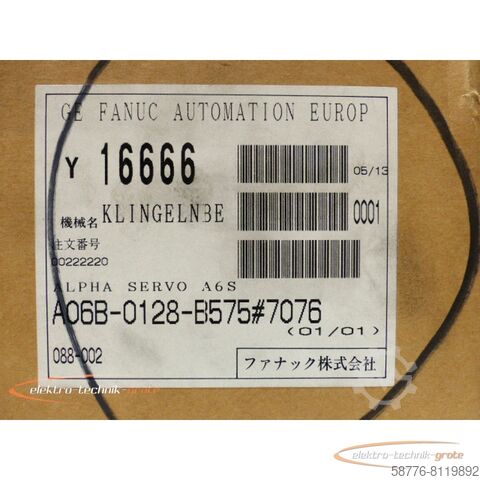 GE FANUC AUTOMATION EUROP
Y 16666
05/13
機械名 KLINGELNBE
0001
注文番号
00222220
ALPHA SERVO A6S
A06B-0128-B575#7076
(01/01)
088-002
ファナック株式会社
elektro-technik-grote
elektro-technik-grote
58776-8119892